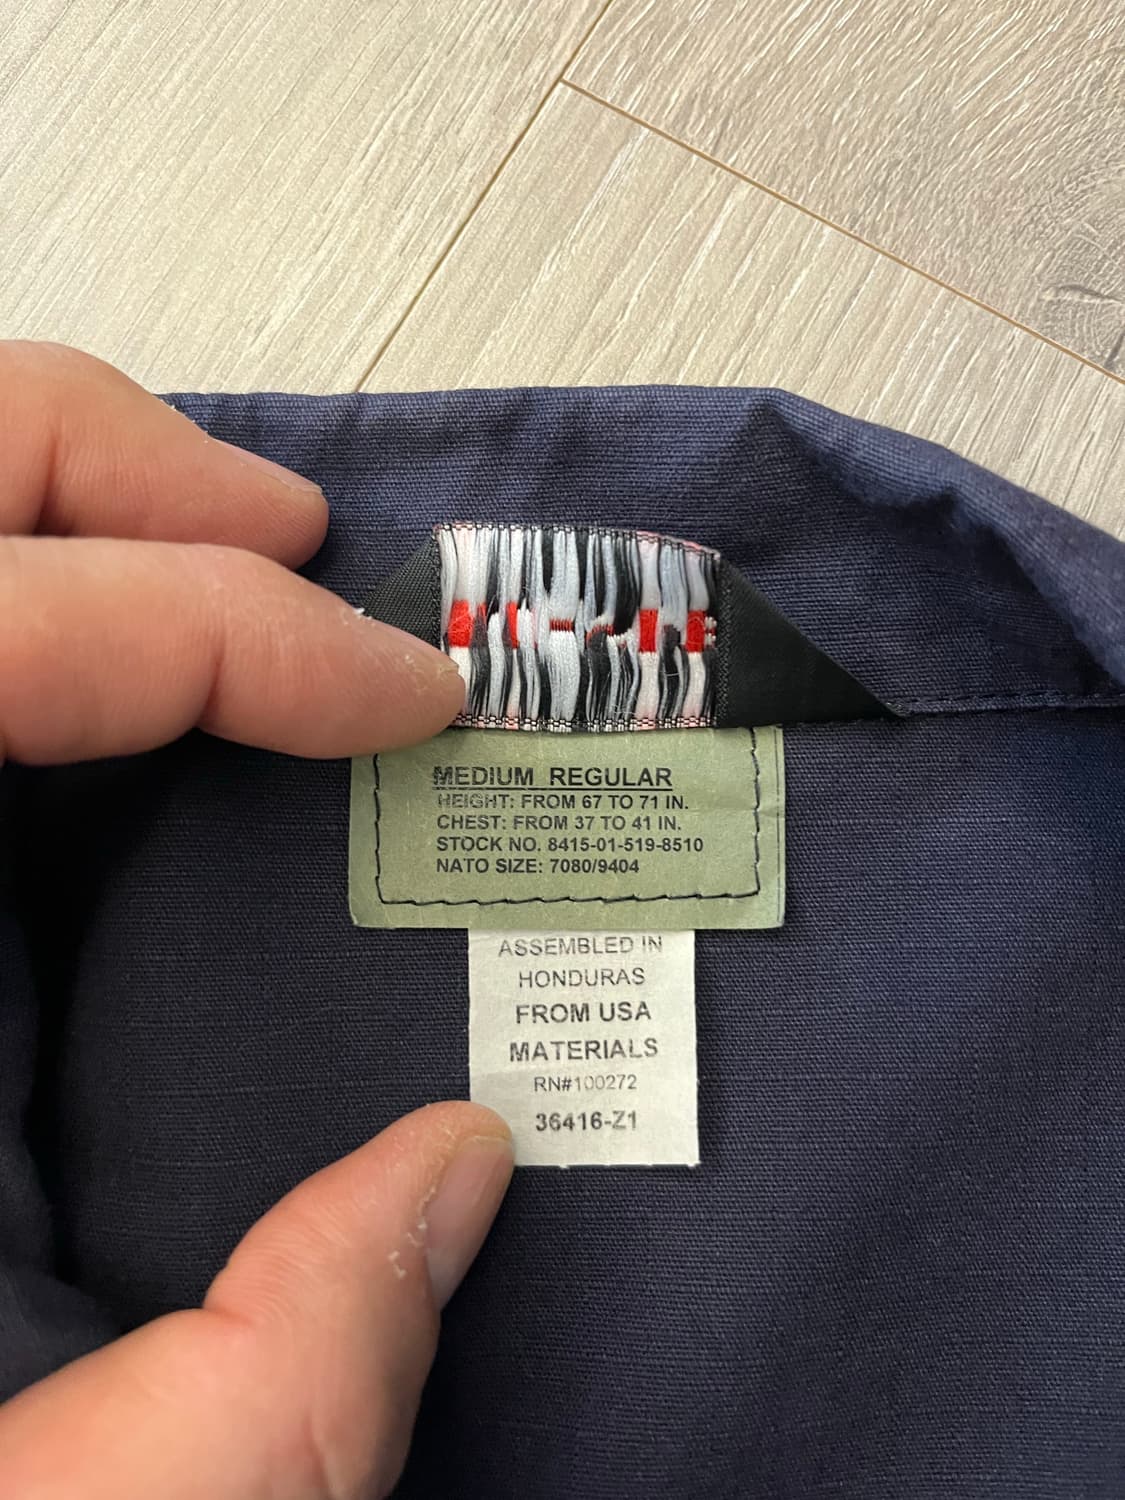 MEDIUM REGULAR
HEIGHT: FROM 67 TO 71 IN.
CHEST: FROM 37 TO 41 IN.
STOCK NO. 8415-01-519-8510
NATO SIZE: 7080/9404
ASSEMBLED IN
HONDURAS
FROM USA
MATERIALS
RN#100272
36416-Z1